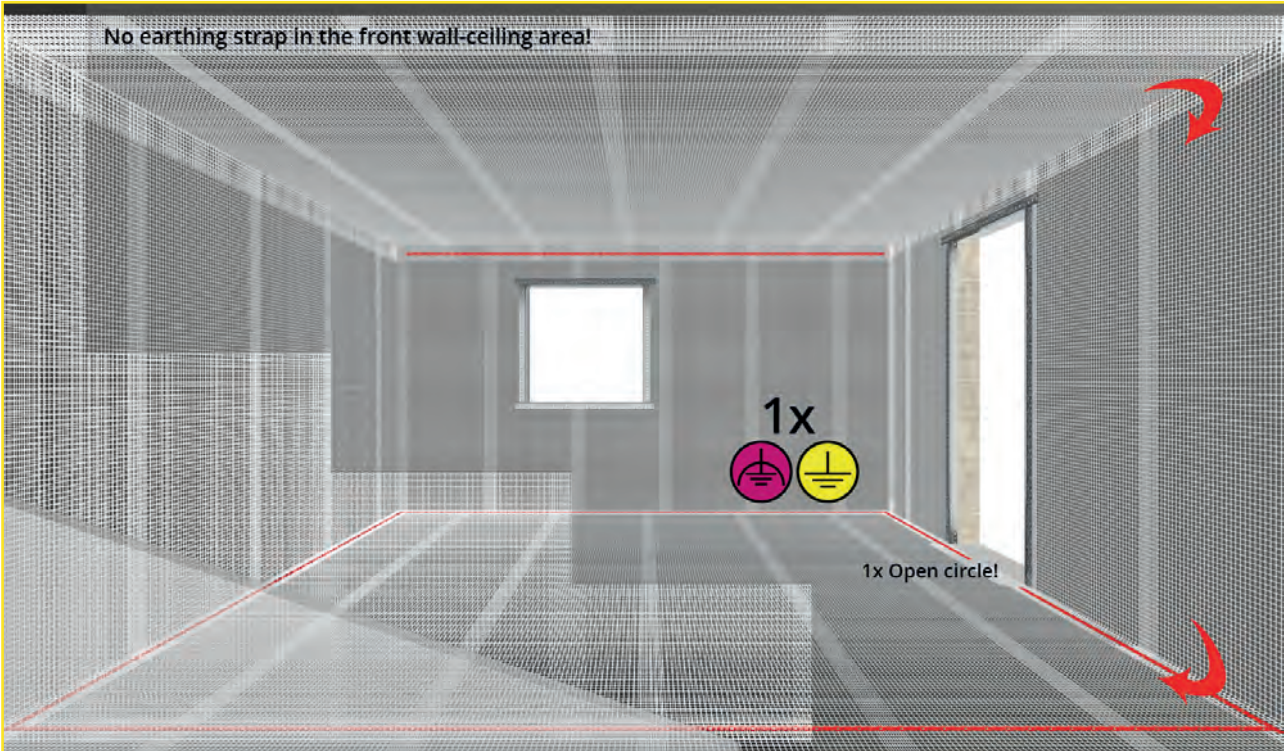 No earthing strap in the front wall-ceiling area!
1x
1x Open circle!